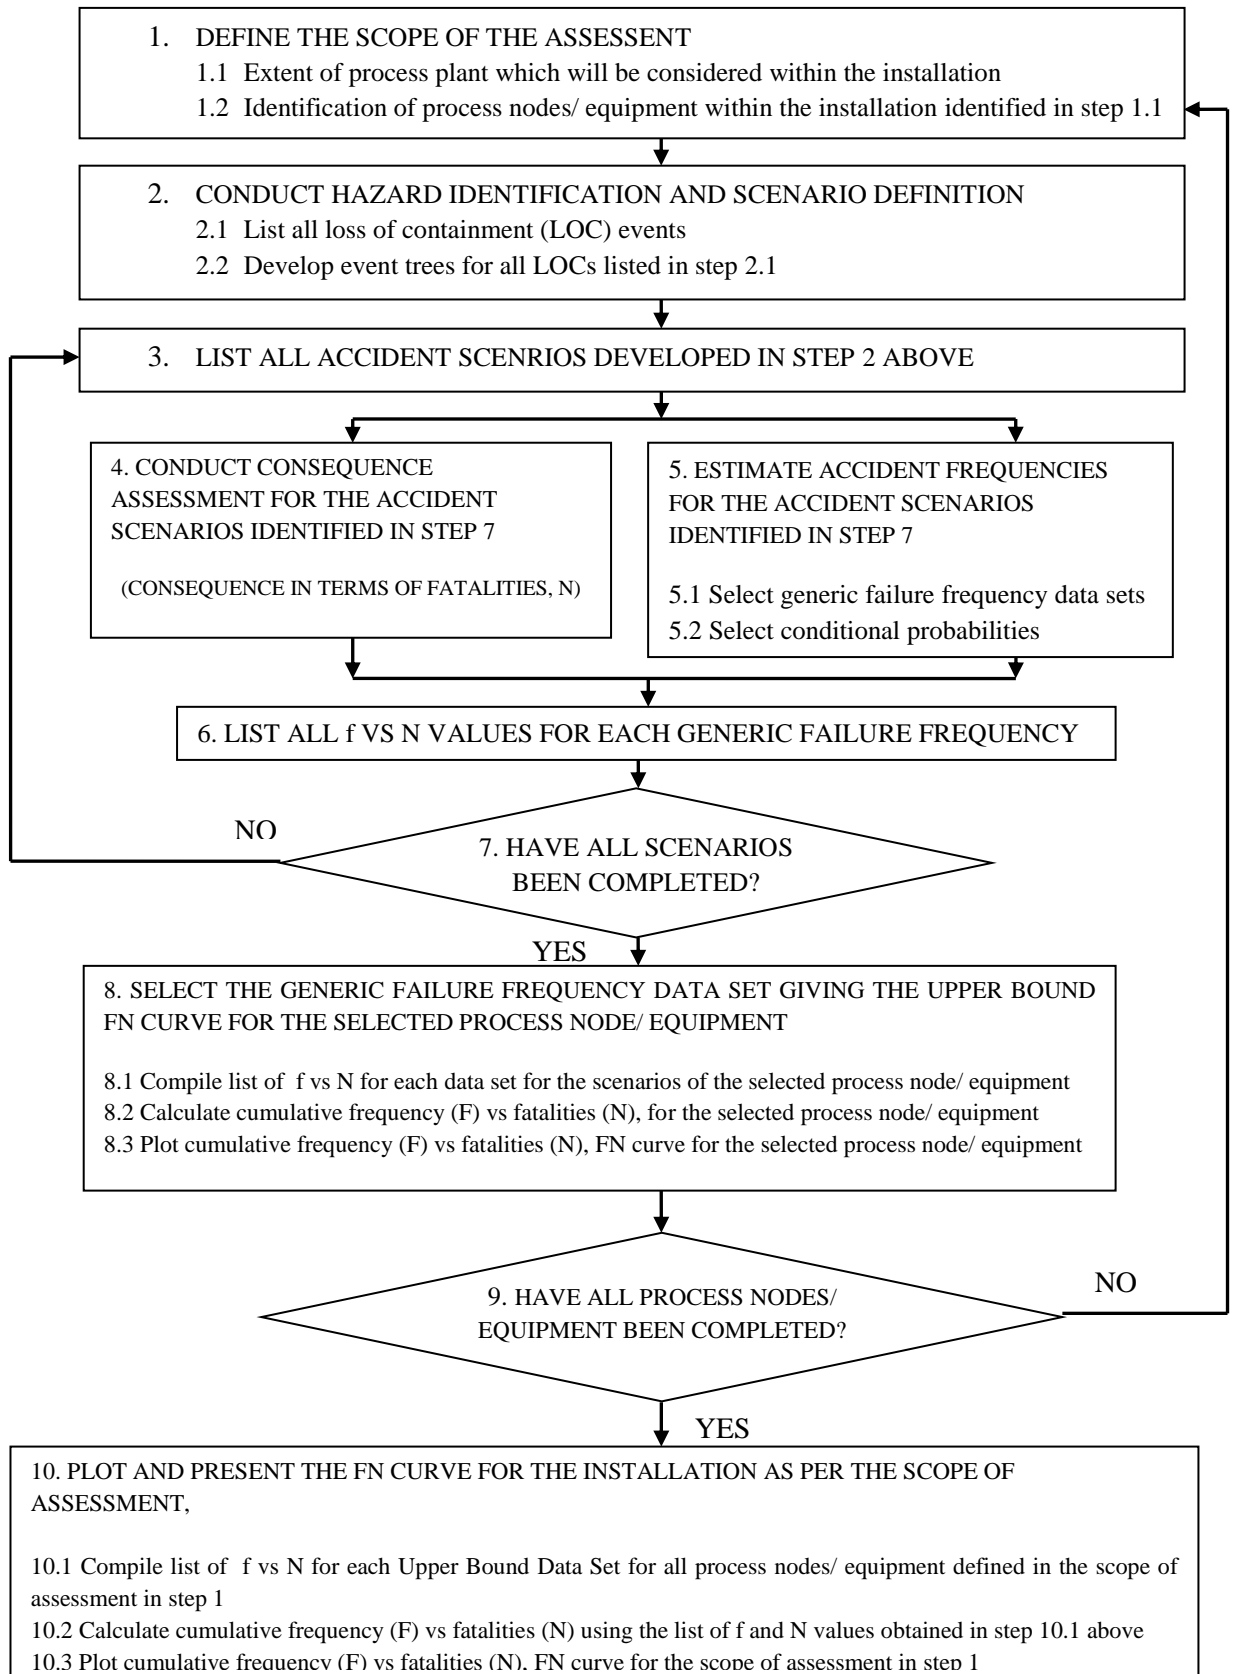 1. DEFINE THE SCOPE OF THE ASSESSENT
1.1 Extent of process plant which will be considered within the installation
1.2 Identification of process nodes/ equipment within the installation identified in step 1.1
2. CONDUCT HAZARD IDENTIFICATION AND SCENARIO DEFINITION
2.1 List all loss of containment (LOC) events
2.2 Develop event trees for all LOCs listed in step 2.1
3. LIST ALL ACCIDENT SCENRIOS DEVELOPED IN STEP 2 ABOVE
4. CONDUCT CONSEQUENCE
ASSESSMENT FOR THE ACCIDENT
SCENARIOS IDENTIFIED IN STEP 7
(CONSEQUENCE IN TERMS OF FATALITIES, N)
5. ESTIMATE ACCIDENT FREQUENCIES
FOR THE ACCIDENT SCENARIOS
IDENTIFIED IN STEP 7
5.1 Select generic failure frequency data sets
5.2 Select conditional probabilities
6. LIST ALL f VS N VALUES FOR EACH GENERIC FAILURE FREQUENCY
NO
7. HAVE ALL SCENARIOS
BEEN COMPLETED?
YES
8. SELECT THE GENERIC FAILURE FREQUENCY DATA SET GIVING THE UPPER BOUND
FN CURVE FOR THE SELECTED PROCESS NODE/ EQUIPMENT
8.1 Compile list of f vs N for each data set for the scenarios of the selected process node/ equipment
8.2 Calculate cumulative frequency (F) vs fatalities (N), for the selected process node/ equipment
8.3 Plot cumulative frequency (F) vs fatalities (N), FN curve for the selected process node/ equipment
9. HAVE ALL PROCESS NODES/
EQUIPMENT BEEN COMPLETED?
NO
YES
10. PLOT AND PRESENT THE FN CURVE FOR THE INSTALLATION AS PER THE SCOPE OF
ASSESSMENT,
10.1 Compile list of f vs N for each Upper Bound Data Set for all process nodes/ equipment defined in the scope of
assessment in step 1
10.2 Calculate cumulative frequency (F) vs fatalities (N) using the list of f and N values obtained in step 10.1 above
10.3 Plot cumulative frequency (F) vs fatalities (N), FN curve for the scope of assessment in step 1